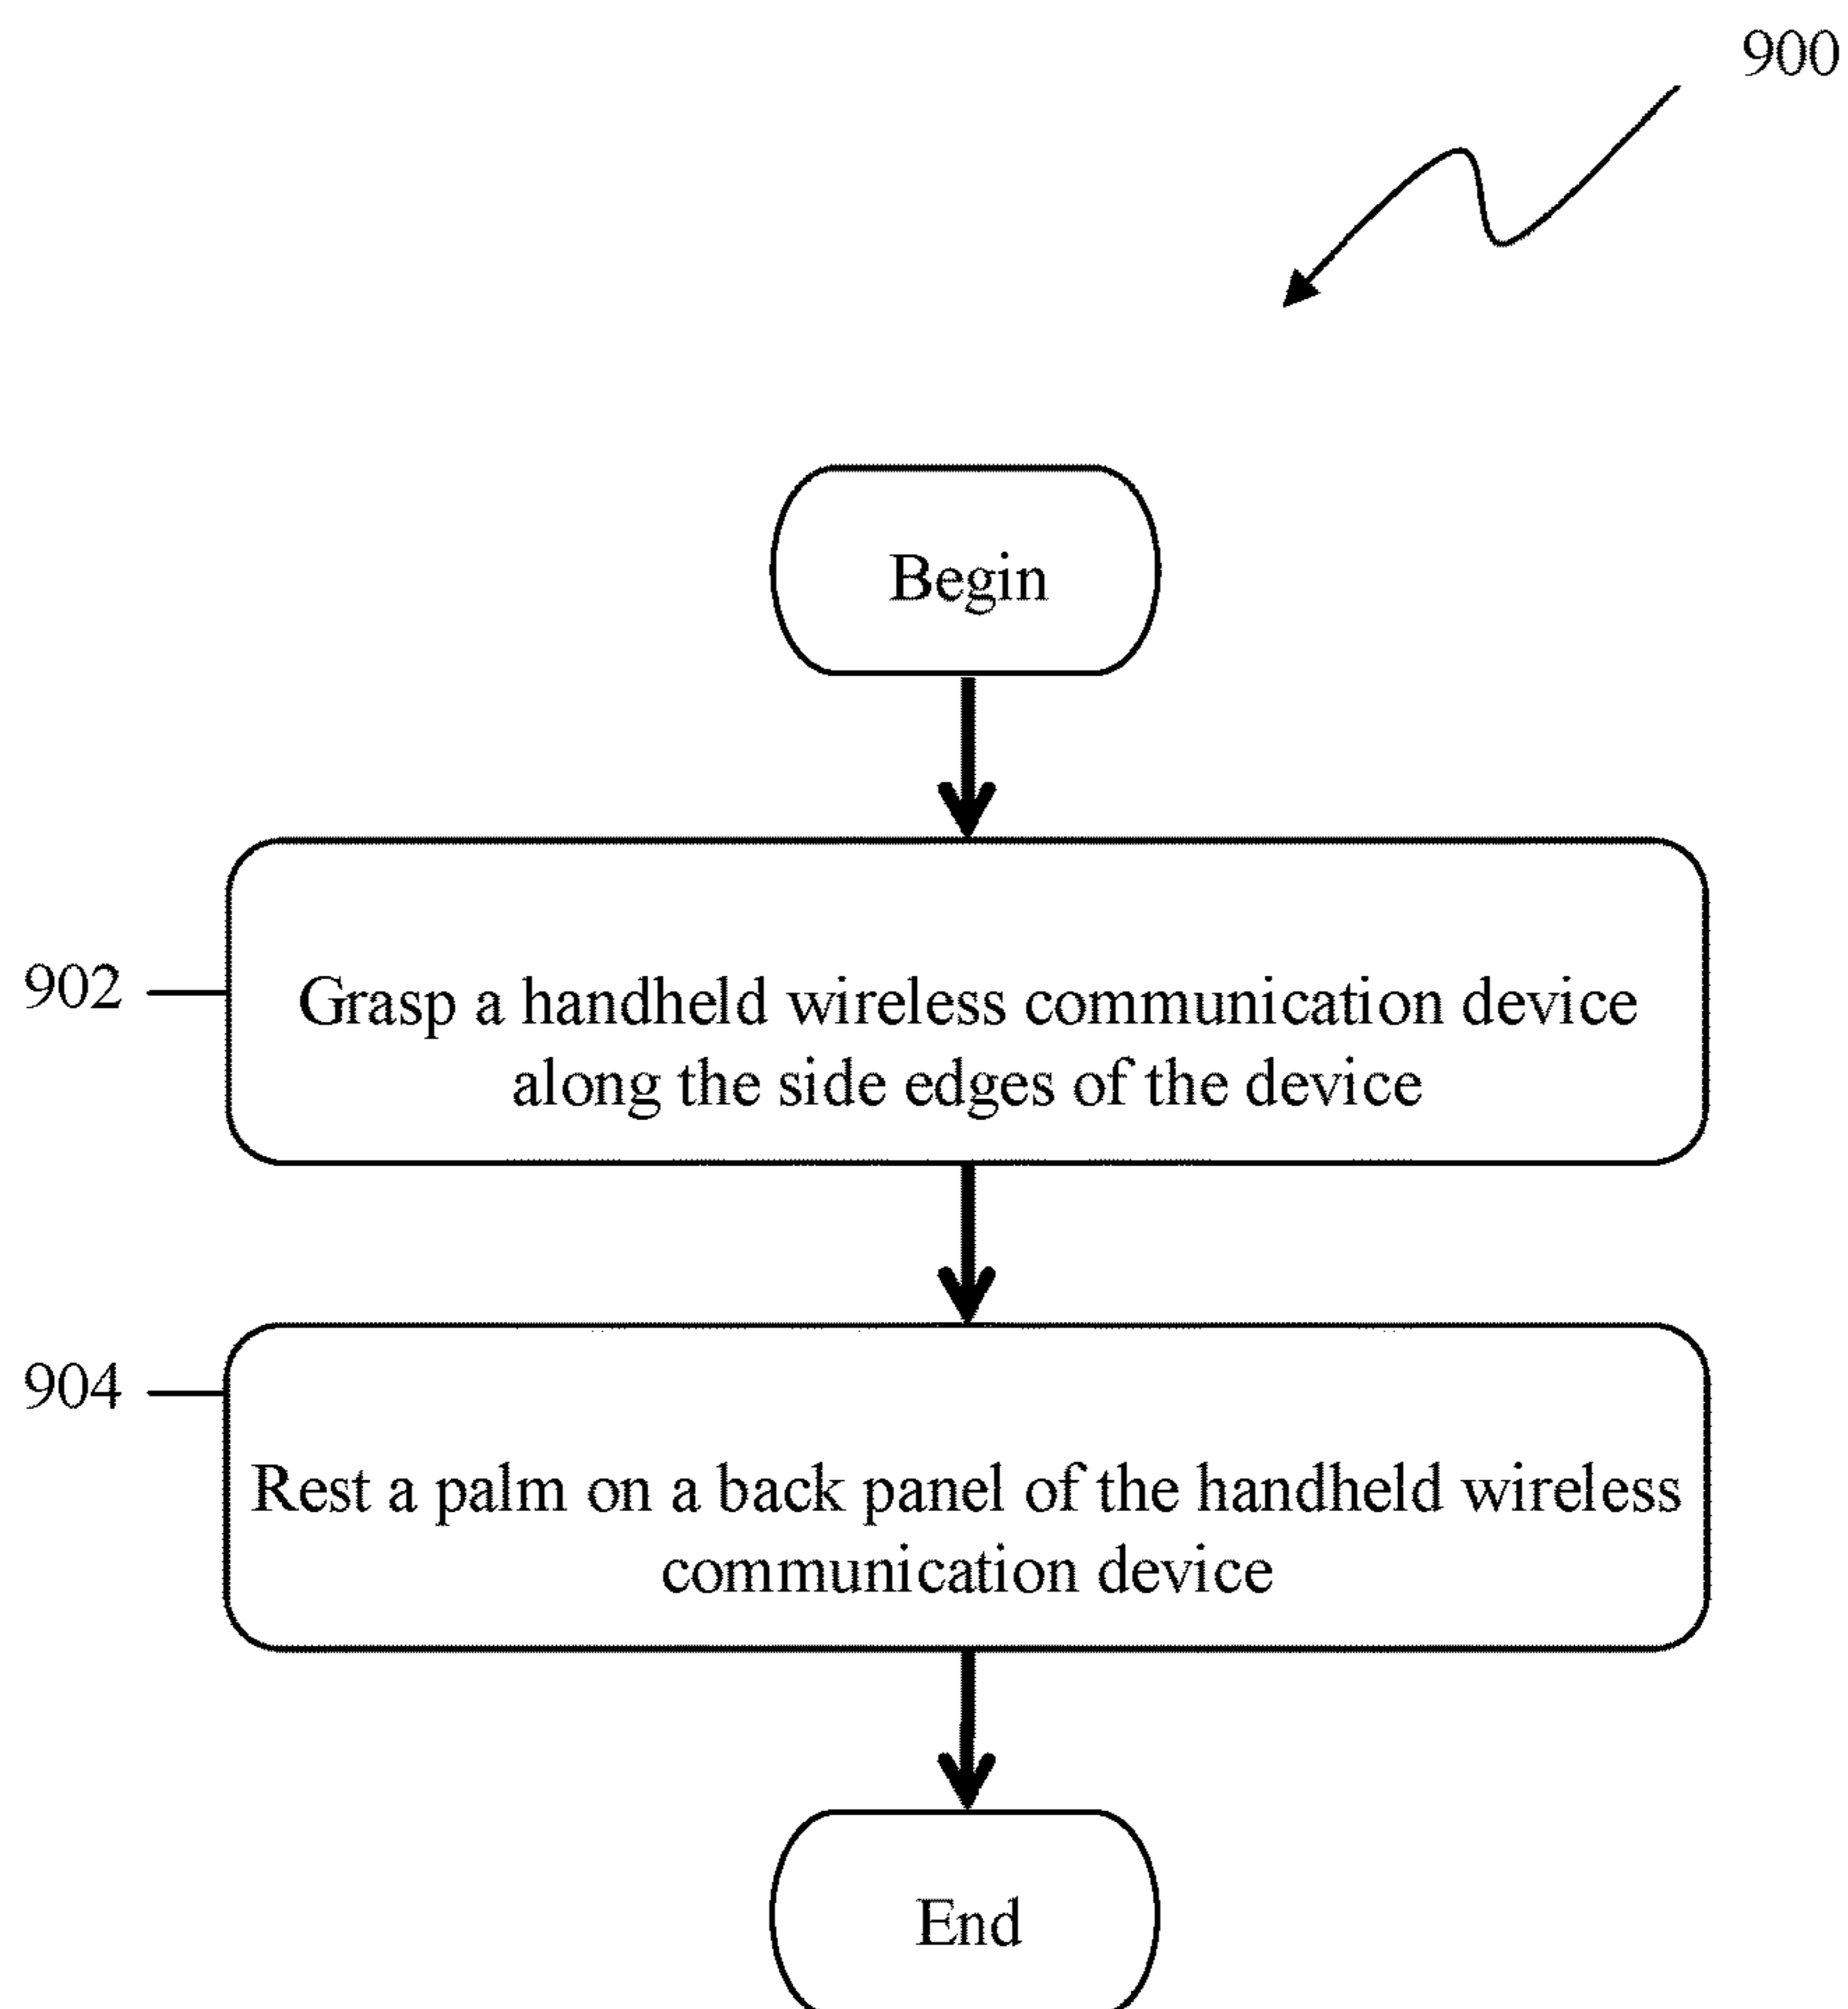 900
Begin
902
Grasp a handheld wireless communication device
along the side edges of the device
904
Rest a palm on a back panel of the handheld wireless
communication device
End